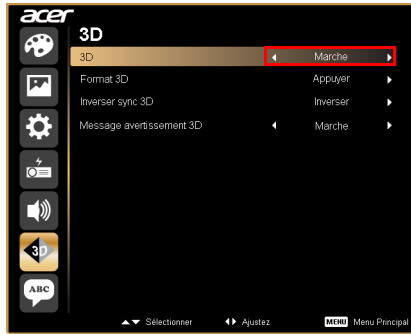 acer
3D
3D Marche
Format 3D Appuyer
Inverser sync 3D Inverser
Message avertissement 3D Marche
3D
ABC
Sélectionner Ajustez MENU Menu Principal